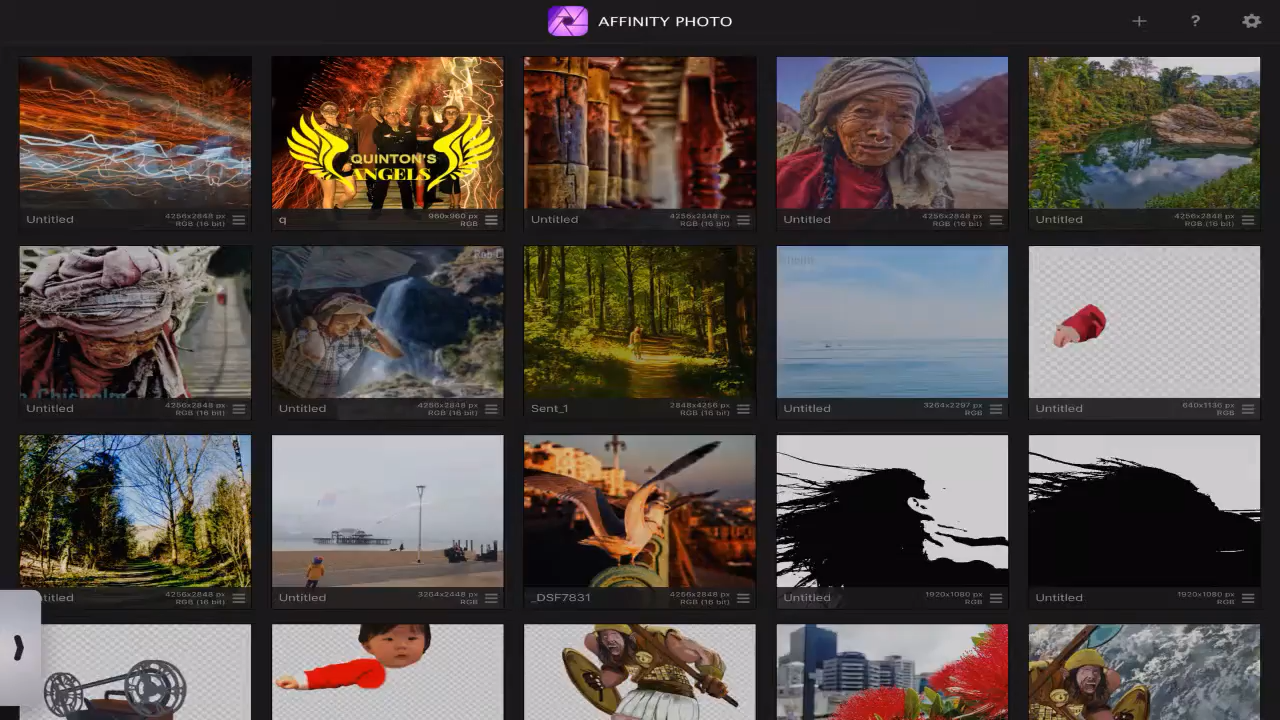 AFFINITY PHOTO
?
QUINTON'S
ANGELS
Untitled
4256x2848 px
RGB (16 bit)
q
960x960 px
RGB
Untitled
4256x2848 px
RGB (16 bit)
Untitled
4256x2848 px
RGB (16 bit)
Untitled
4256x2848 px
RGB (16 bit)
Chisholm
Untitled
4256x2848 px
RGB (16 bit)
Untitled
4256x2848 px
RGB (16 bit)
Sent_1
2848x4256 px
RGB (16 bit)
Untitled
3264x2297 px
RGB (16 bit)
Untitled
640x1136 px
RGB
titled
4256x2848 px
RGB (16 bit)
Untitled
3264x2448 px
RGB
_DSF7831
4256x2848 px
RGB (16 bit)
Untitled
1920x1080 px
RGB
Untitled
1920x1080 px
RGB